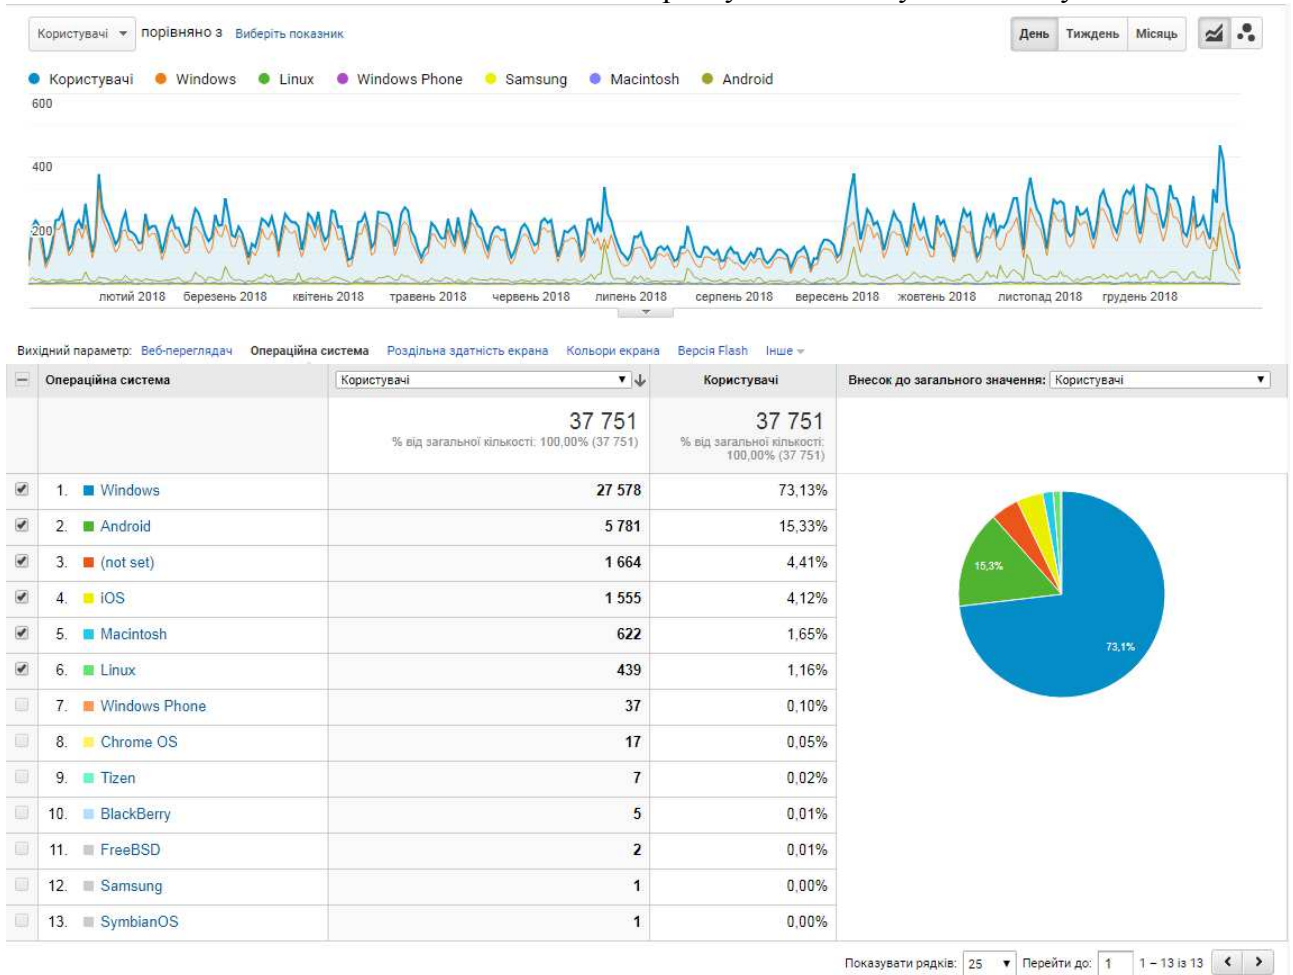 Користувачі порівняно з Виберіть показник День Тиждень Місяць
Користувачі Windows Linux Windows Phone Samsung Macintosh Android
600
400
200
лютий 2018 березень 2018 квітень 2018 травень 2018 червень 2018 липень 2018 серпень 2018 вересень 2018 жовтень 2018 листопад 2018 грудень 2018
Вихідний параметр: Веб-переглядач Операційна система Роздільна здатність екрана Кольори екрана Версія Flash Інше
Операційна система Користувачі Користувачі Внесок до загального значення: Користувачі
37 751 37 751
% від загальної кількості: 100,00% (37 751) % від загальної кількості:
100,00% (37 751)
1. Windows 27 578 73,13%
2. Android 5 781 15,33%
3. (not set) 1 664 4,41%
15,3%
4. iOS 1 555 4,12%
5. Macintosh 622 1,65%
73,1%
6. Linux 439 1,16%
7. Windows Phone 37 0,10%
8. Chrome OS 17 0,05%
9. Tizen 7 0,02%
10. BlackBerry 5 0,01%
11. FreeBSD 2 0,01%
12. Samsung 1 0,00%
13. SymbianOS 1 0,00%
Показувати рядків: 25 Перейти до: 1 1 – 13 із 13